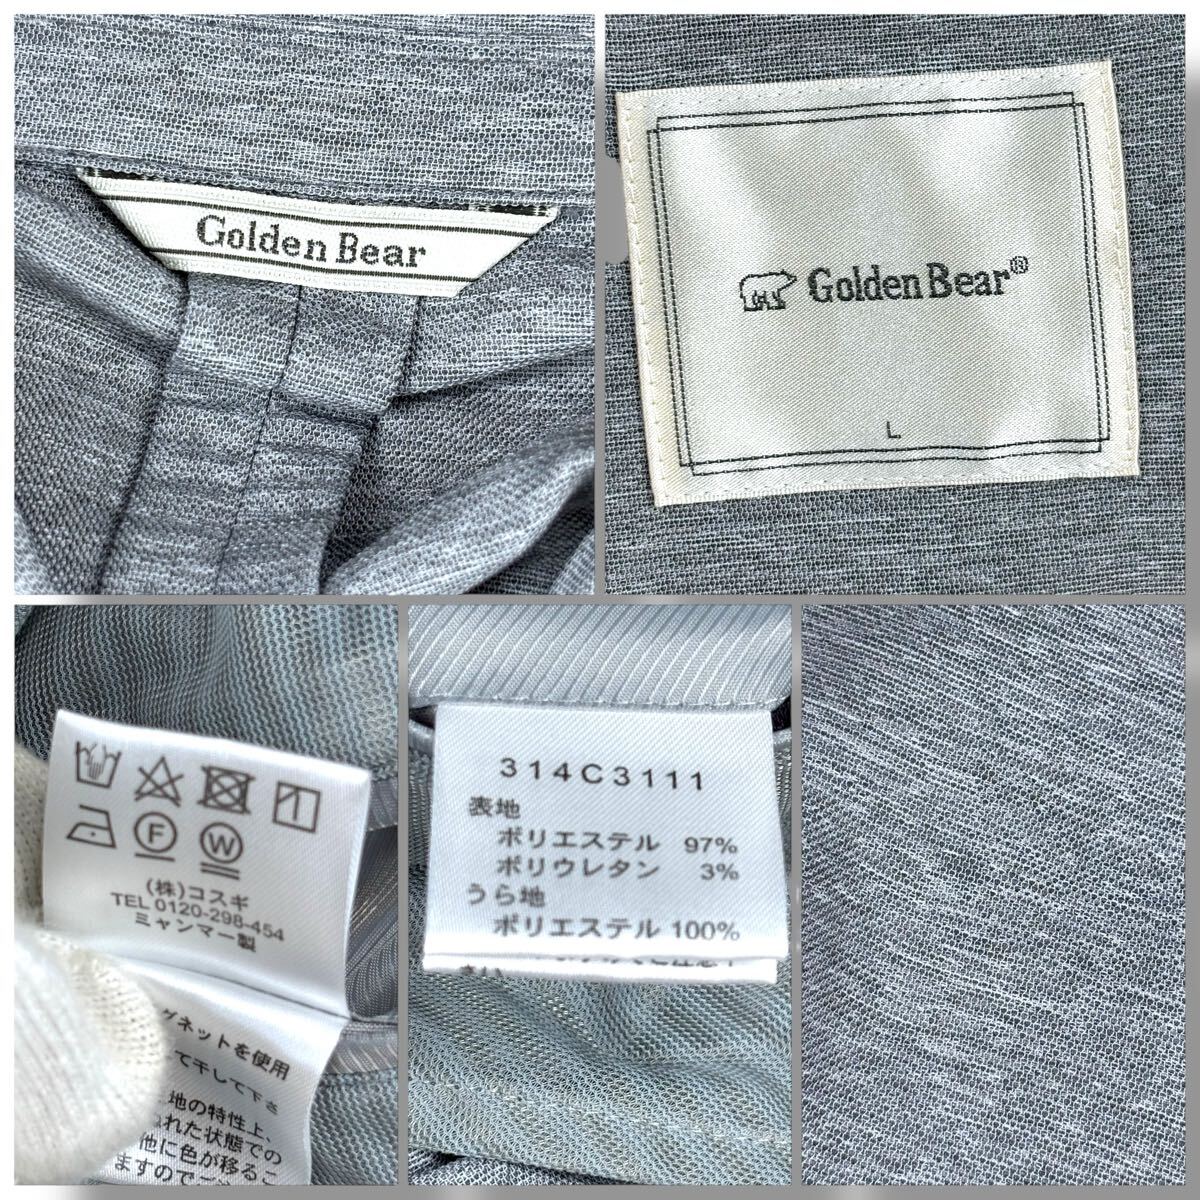 Golden Bear
Golden Bear®
L
F W
(株)コスギ
TEL 0120-298-454
ミャンマー製
グネットを使用
て干して下さ
地の特性上、
れた状態での
他に色が移るこ
ますので
314C3111
表地
ポリエステル 97%
ポリウレタン 3%
うら地
ポリエステル 100%